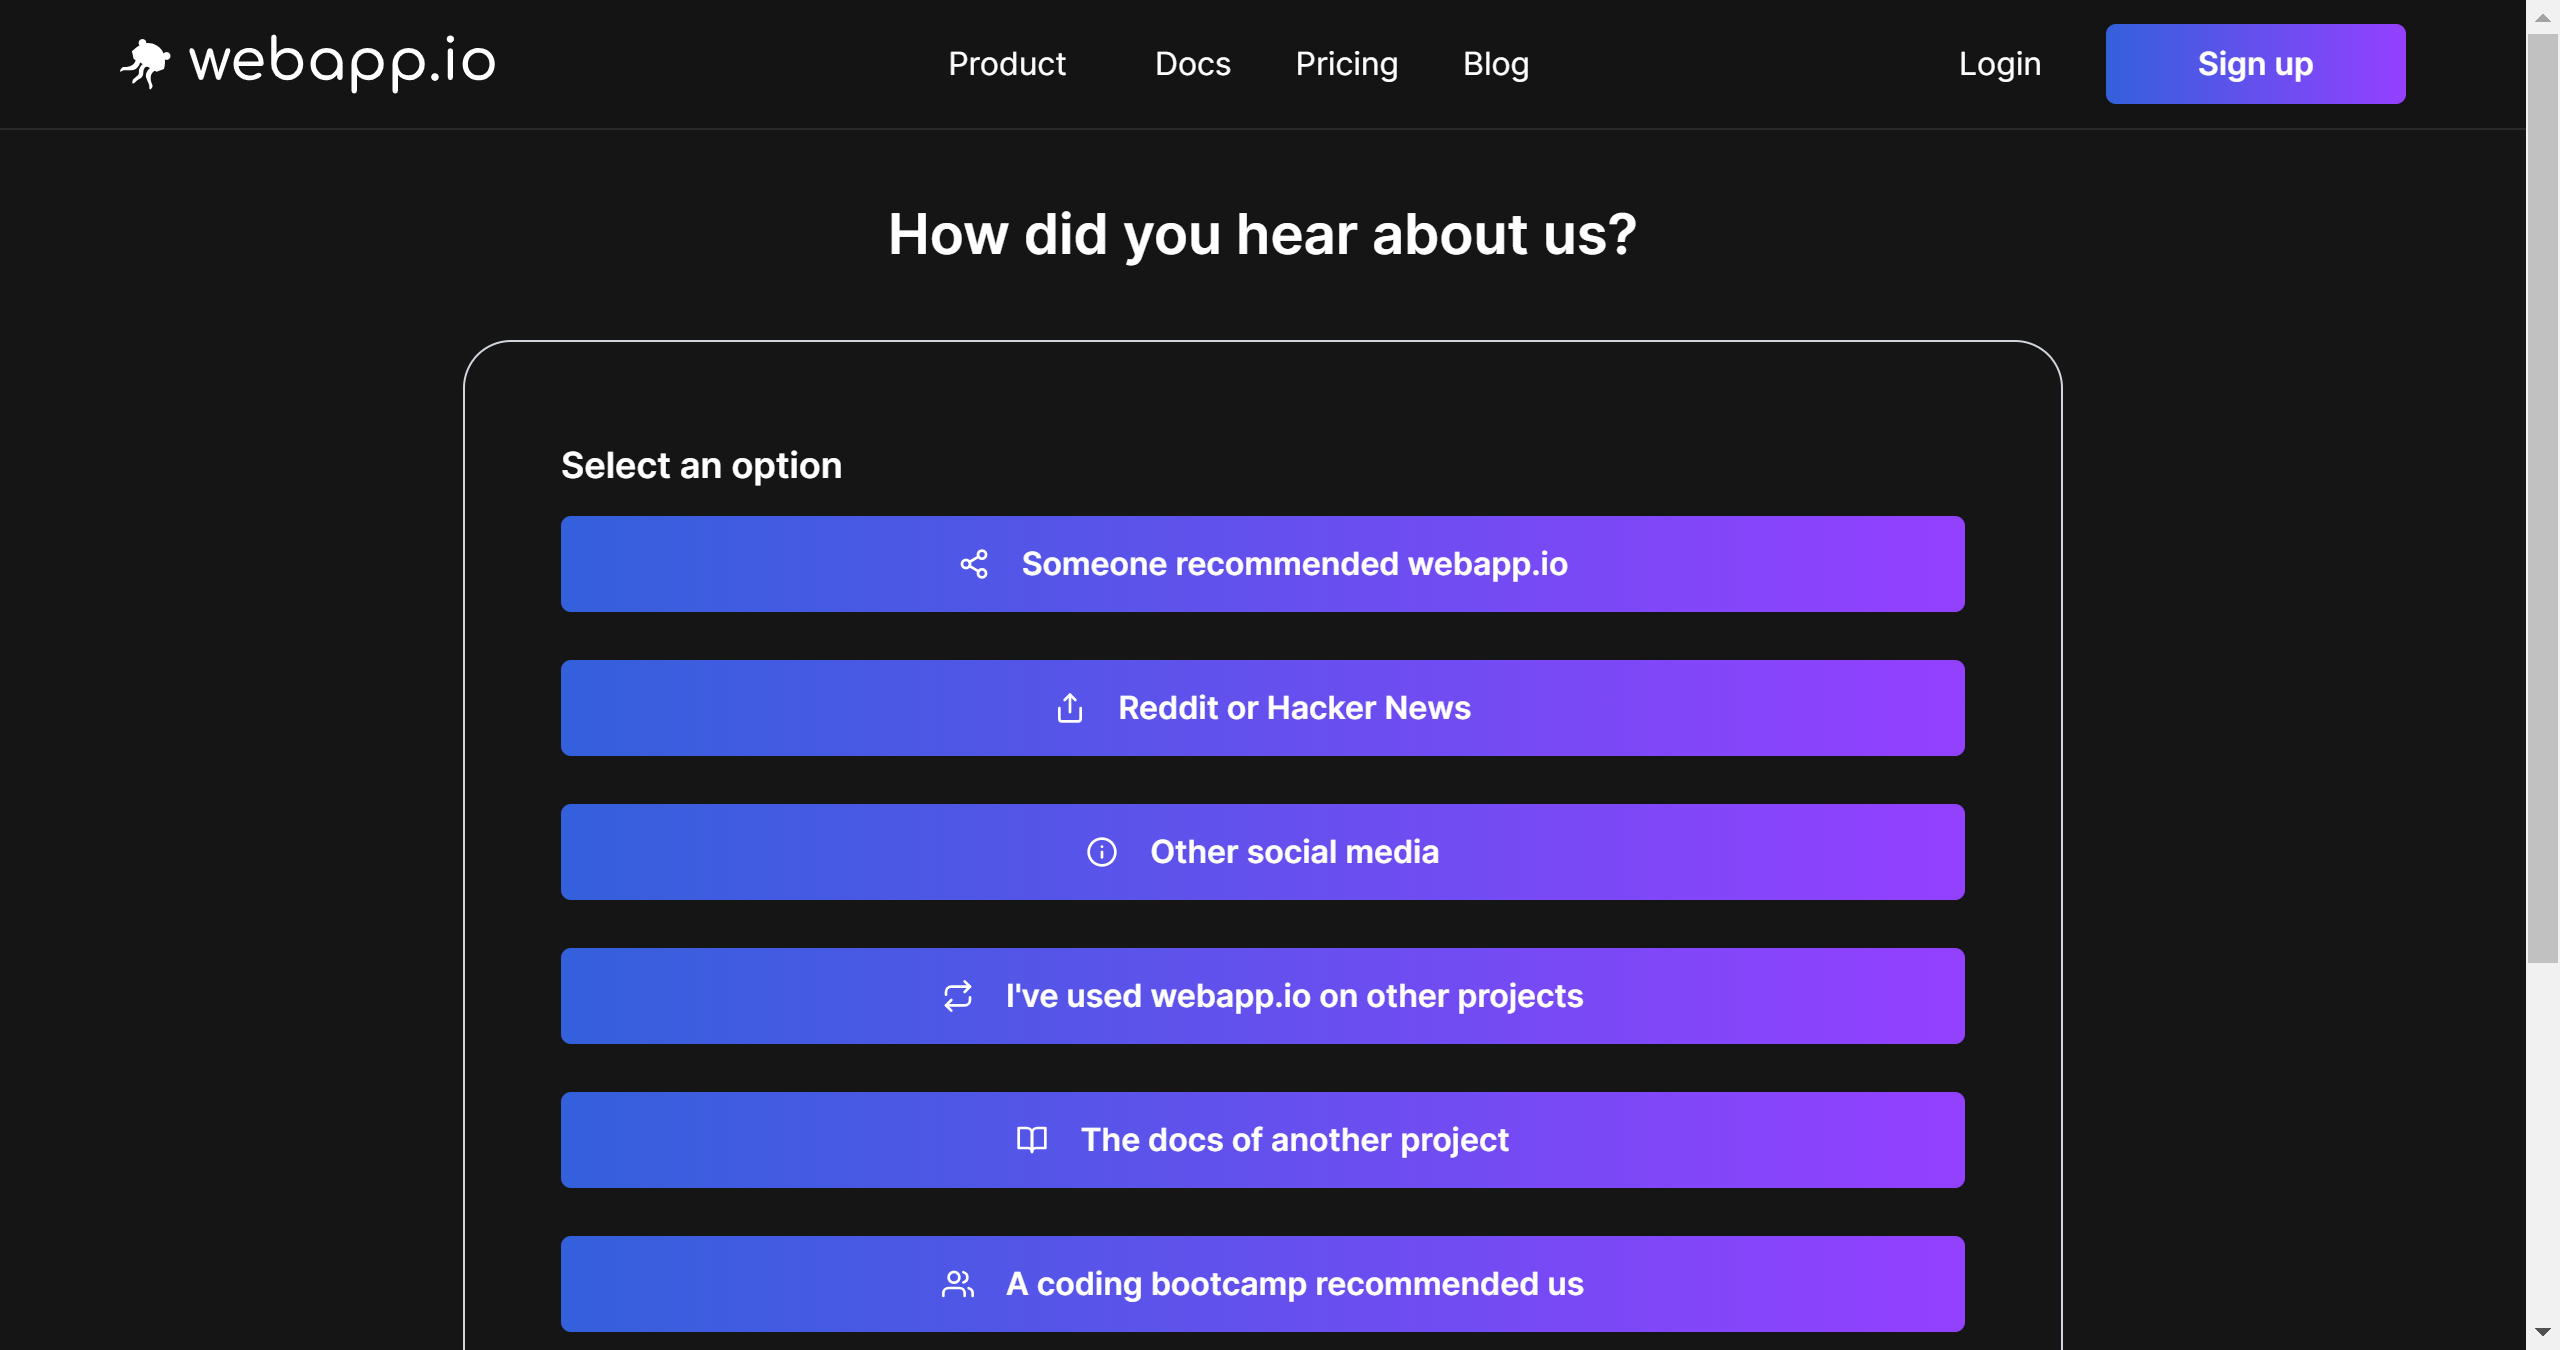 webapp.io
Product Docs Pricing Blog Login Sign up
How did you hear about us?
Select an option
Someone recommended webapp.io
Reddit or Hacker News
Other social media
I've used webapp.io on other projects
The docs of another project
A coding bootcamp recommended us